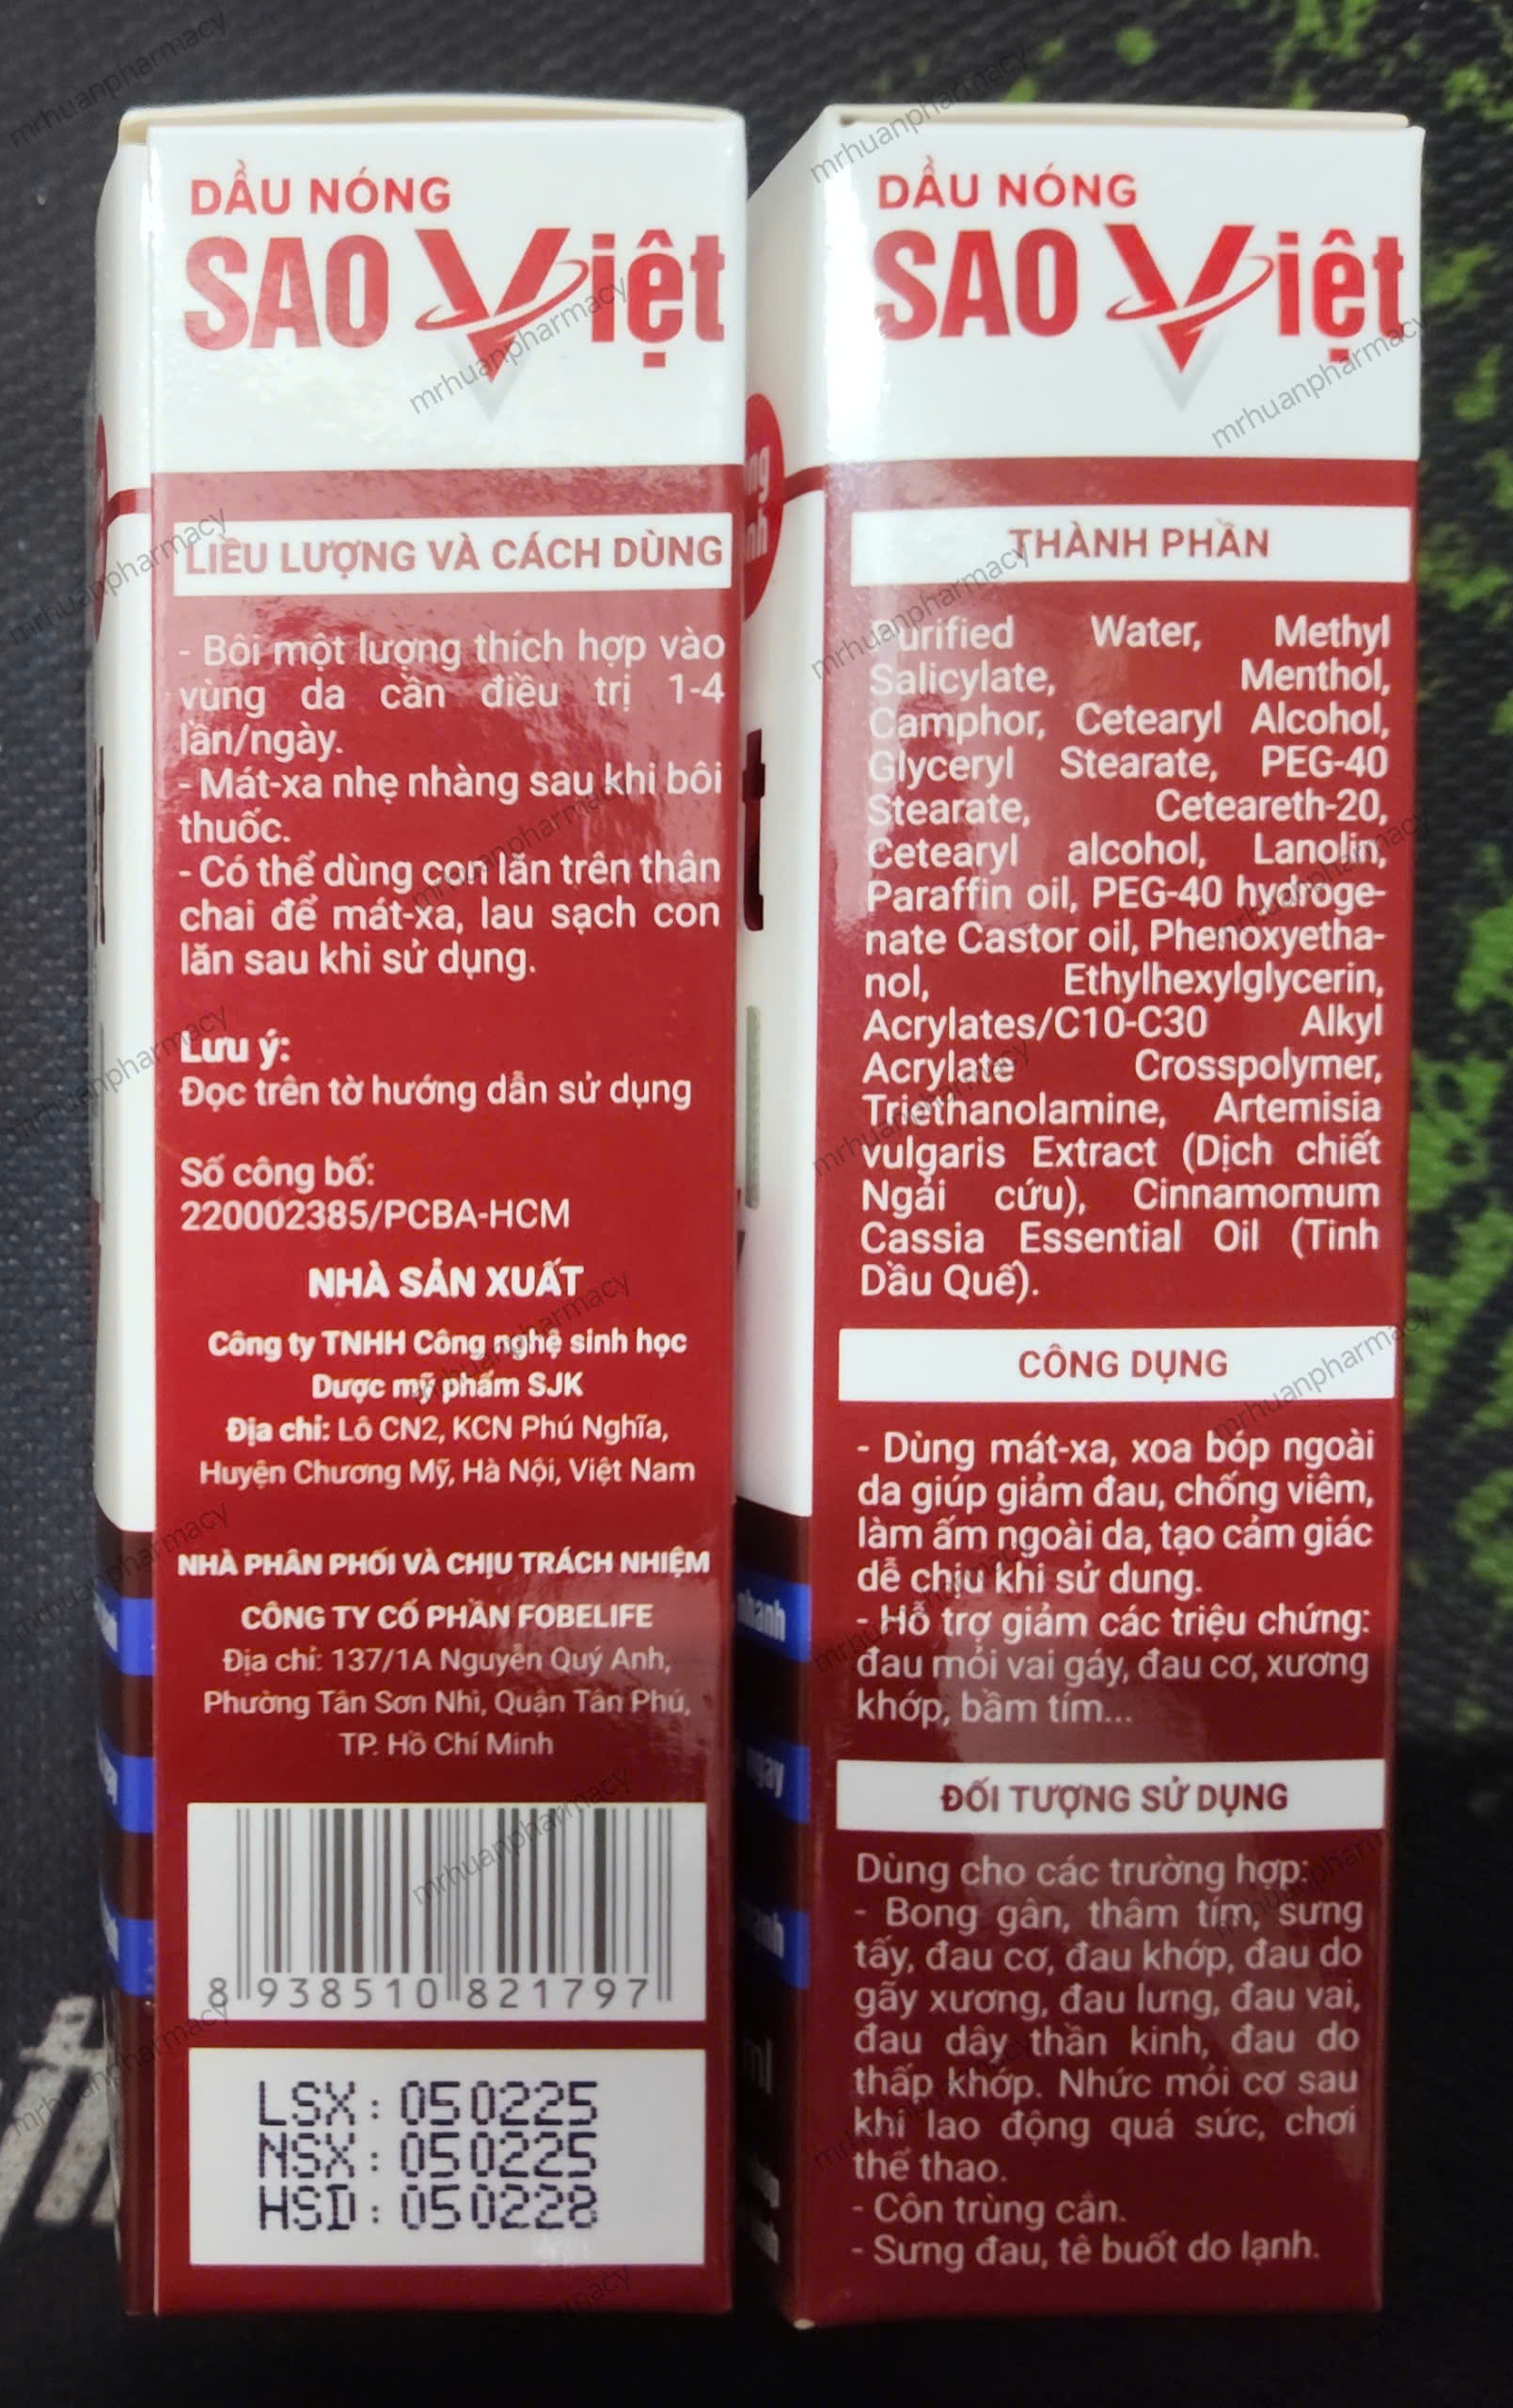 DẦU NÓNG
SAO Việt
LIỀU LƯỢNG VÀ CÁCH DÙNG
- Bôi một lượng thích hợp vào
vùng da cần điều trị 1-4
lần/ngày.
- Mát-xa nhẹ nhàng sau khi bôi
thuốc.
- Có thể dùng con lăn trên thân
chai để mát-xa, lau sạch con
lăn sau khi sử dụng.
Lưu ý:
Đọc trên tờ hướng dẫn sử dụng
Số công bố:
220002385/PCBA-HCM
NHÀ SẢN XUẤT
Công ty TNHH Công nghệ sinh học
Dược mỹ phẩm SJK
Địa chỉ: Lô CN2, KCN Phú Nghĩa,
Huyện Chương Mỹ, Hà Nội, Việt Nam
NHÀ PHÂN PHỐI VÀ CHỊU TRÁCH NHIỆM
CÔNG TY CỔ PHẦN FOBELIFE
Địa chỉ: 137/1A Nguyễn Quý Anh,
Phường Tân Sơn Nhì, Quận Tân Phú,
TP. Hồ Chí Minh
8 938510 821797
LSX: 050225
NSX: 050225
HSD: 050228
DẦU NÓNG
SAO Việt
THÀNH PHẦN
Purified Water, Methyl
Salicylate, Menthol,
Camphor, Cetearyl Alcohol,
Glyceryl Stearate, PEG-40
Stearate, Ceteareth-20,
Cetearyl alcohol, Lanolin,
Paraffin oil, PEG-40 hydroge-
nate Castor oil, Phenoxyetha-
nol, Ethylhexylglycerin,
Acrylates/C10-C30 Alkyl
Acrylate Crosspolymer,
Triethanolamine, Artemisia
vulgaris Extract (Dịch chiết
Ngải cứu), Cinnamomum
Cassia Essential Oil (Tinh
Dầu Quế).
CÔNG DỤNG
- Dùng mát-xa, xoa bóp ngoài
da giúp giảm đau, chống viêm,
làm ấm ngoài da, tạo cảm giác
dễ chịu khi sử dung.
- Hỗ trợ giảm các triệu chứng:
đau mỏi vai gáy, đau cơ, xương
khớp, bầm tím...
ĐỐI TƯỢNG SỬ DỤNG
Dùng cho các trường hợp:
- Bong gân, thâm tím, sưng
tấy, đau cơ, đau khớp, đau do
gãy xương, đau lưng, đau vai,
đau dây thần kinh, đau do
thấp khớp. Nhức mỏi cơ sau
khi lao động quá sức, chơi
thể thao.
- Côn trùng cắn.
- Sưng đau, tê buốt do lạnh.
nhanh
ngay
ml
mrhuanpharmacy